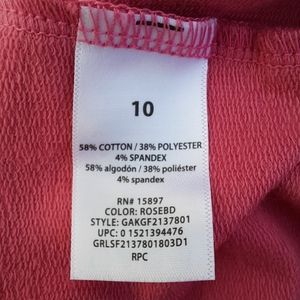 10
58% COTTON / 38% POLYESTER
4% SPANDEX
58% algodón / 38% poliéster
4% spandex
RN# 15897
COLOR: ROSEBD
STYLE: GAKGF2137801
UPC: 0 1521394476
GRLSF2137801803D1
RPC